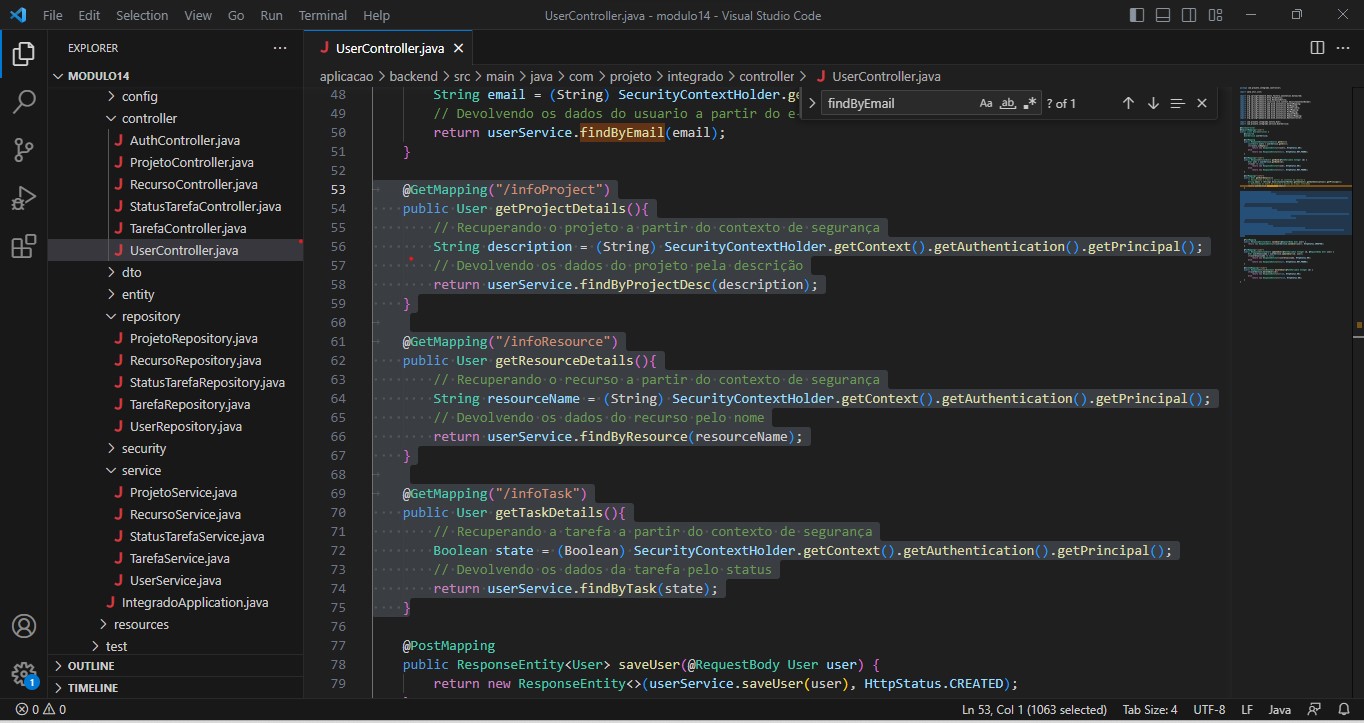 File Edit Selection View Go Run Terminal Help
UserController.java - modulo14 - Visual Studio Code
EXPLORER
MODULO14
config
controller
AuthController.java
ProjetoController.java
RecursoController.java
StatusTarefaController.java
TarefaController.java
UserController.java
dto
entity
repository
ProjetoRepository.java
RecursoRepository.java
StatusTarefaRepository.java
TarefaRepository.java
UserRepository.java
security
service
ProjetoService.java
RecursoService.java
StatusTarefaService.java
TarefaService.java
UserService.java
IntegradoApplication.java
resources
test
OUTLINE
TIMELINE
1
UserController.java
aplicacao > backend > src > main > java > com > projeto > integrado > controller > UserController.java
findEmail Aa ab ? of 1
48 String email = (String) SecurityContextHolder.ge
49 // Devolvendo os dados do usuario a partir do e-
50 return userService.findByEmail(email);
51 }
52
53 @GetMapping("/infoProject")
54 public User getProjectDetails(){
55 // Recuperando o projeto a partir do contexto de segurança
56 String description = (String) SecurityContextHolder.getContext().getAuthentication().getPrincipal();
57 // Devolvendo os dados do projeto pela descrição
58 return userService.findByProjectDesc(description);
59 }
60
61 @GetMapping("/infoResource")
62 public User getResourceDetails(){
63 // Recuperando o recurso a partir do contexto de segurança
64 String resourceName = (String) SecurityContextHolder.getContext().getAuthentication().getPrincipal();
65 // Devolvendo os dados do recurso pelo nome
66 return userService.findByResource(resourceName);
67 }
68
69 @GetMapping("/infoTask")
70 public User getTaskDetails(){
71 // Recuperando a tarefa a partir do contexto de segurança
72 Boolean state = (Boolean) SecurityContextHolder.getContext().getAuthentication().getPrincipal();
73 // Devolvendo os dados da tarefa pelo status
74 return userService.findByTask(state);
75 }
76
77 @PostMapping
78 public ResponseEntity<User> saveUser(@RequestBody User user) {
79 return new ResponseEntity<>(userService.saveUser(user), HttpStatus.CREATED);
0 0
Ln 53, Col 1 (1063 selected) Tab Size: 4 UTF-8 LF Java